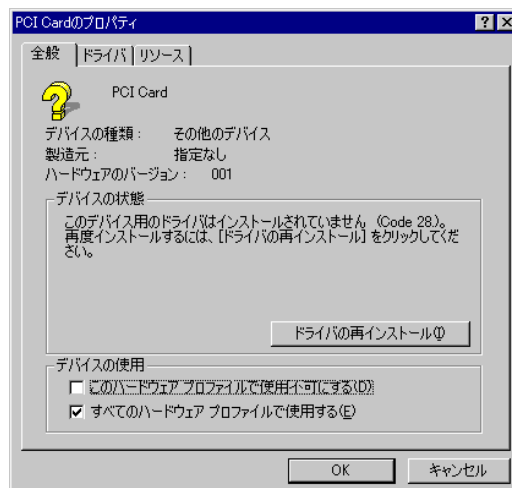 PCI Cardのプロパティ
全般 ドライバ リソース
PCI Card
デバイスの種類： その他のデバイス
製造元： 指定なし
ハードウェアのバージョン： 001
デバイスの状態
このデバイス用のドライバはインストールされていません (Code 28.)。
再度インストールするには、[ドライバの再インストール] をクリックしてくだ
さい。
ドライバの再インストール(I)
デバイスの使用
このハードウェア プロファイルで使用不可にする(D)
すべてのハードウェア プロファイルで使用する(E)
OK キャンセル